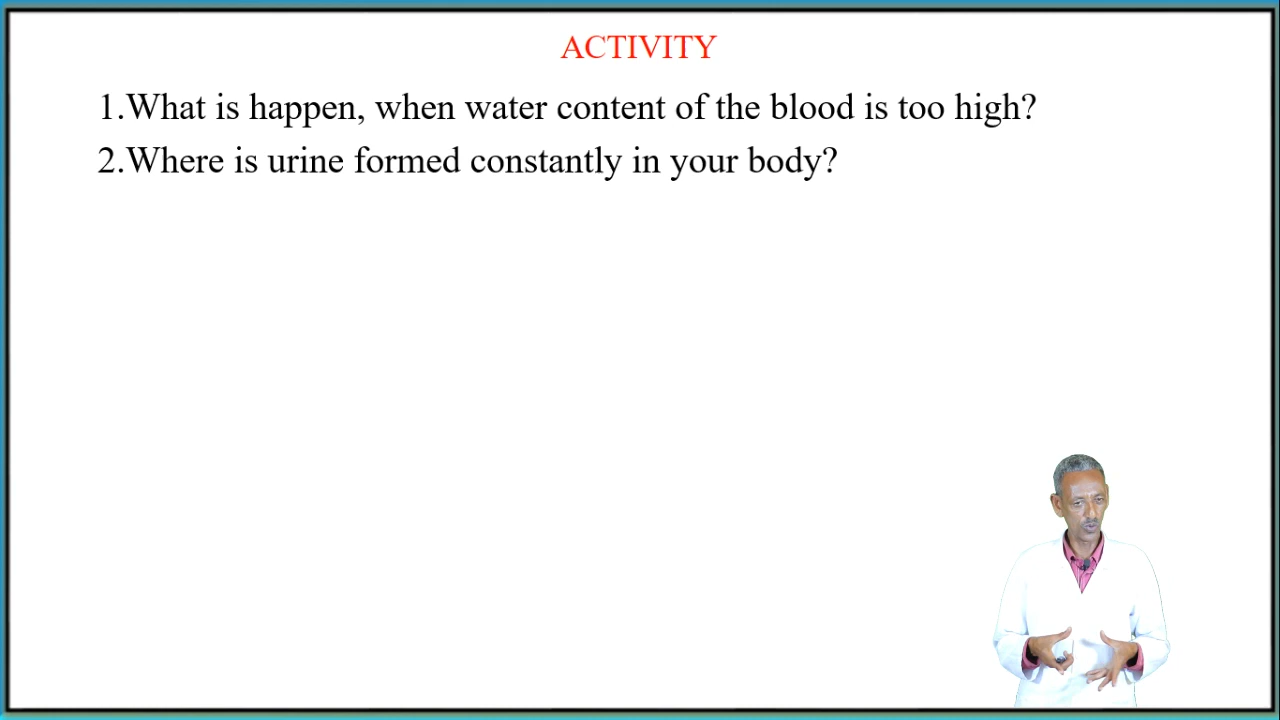 ACTIVITY
1.What is happen, when water content of the blood is too high?
2.Where is urine formed constantly in your body?